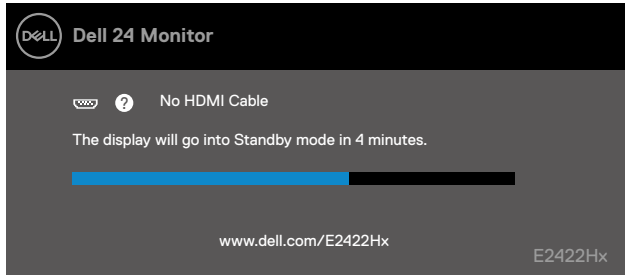 DELL
Dell 24 Monitor
? No HDMI Cable
The display will go into Standby mode in 4 minutes.
www.dell.com/E2422Hx
E2422Hx